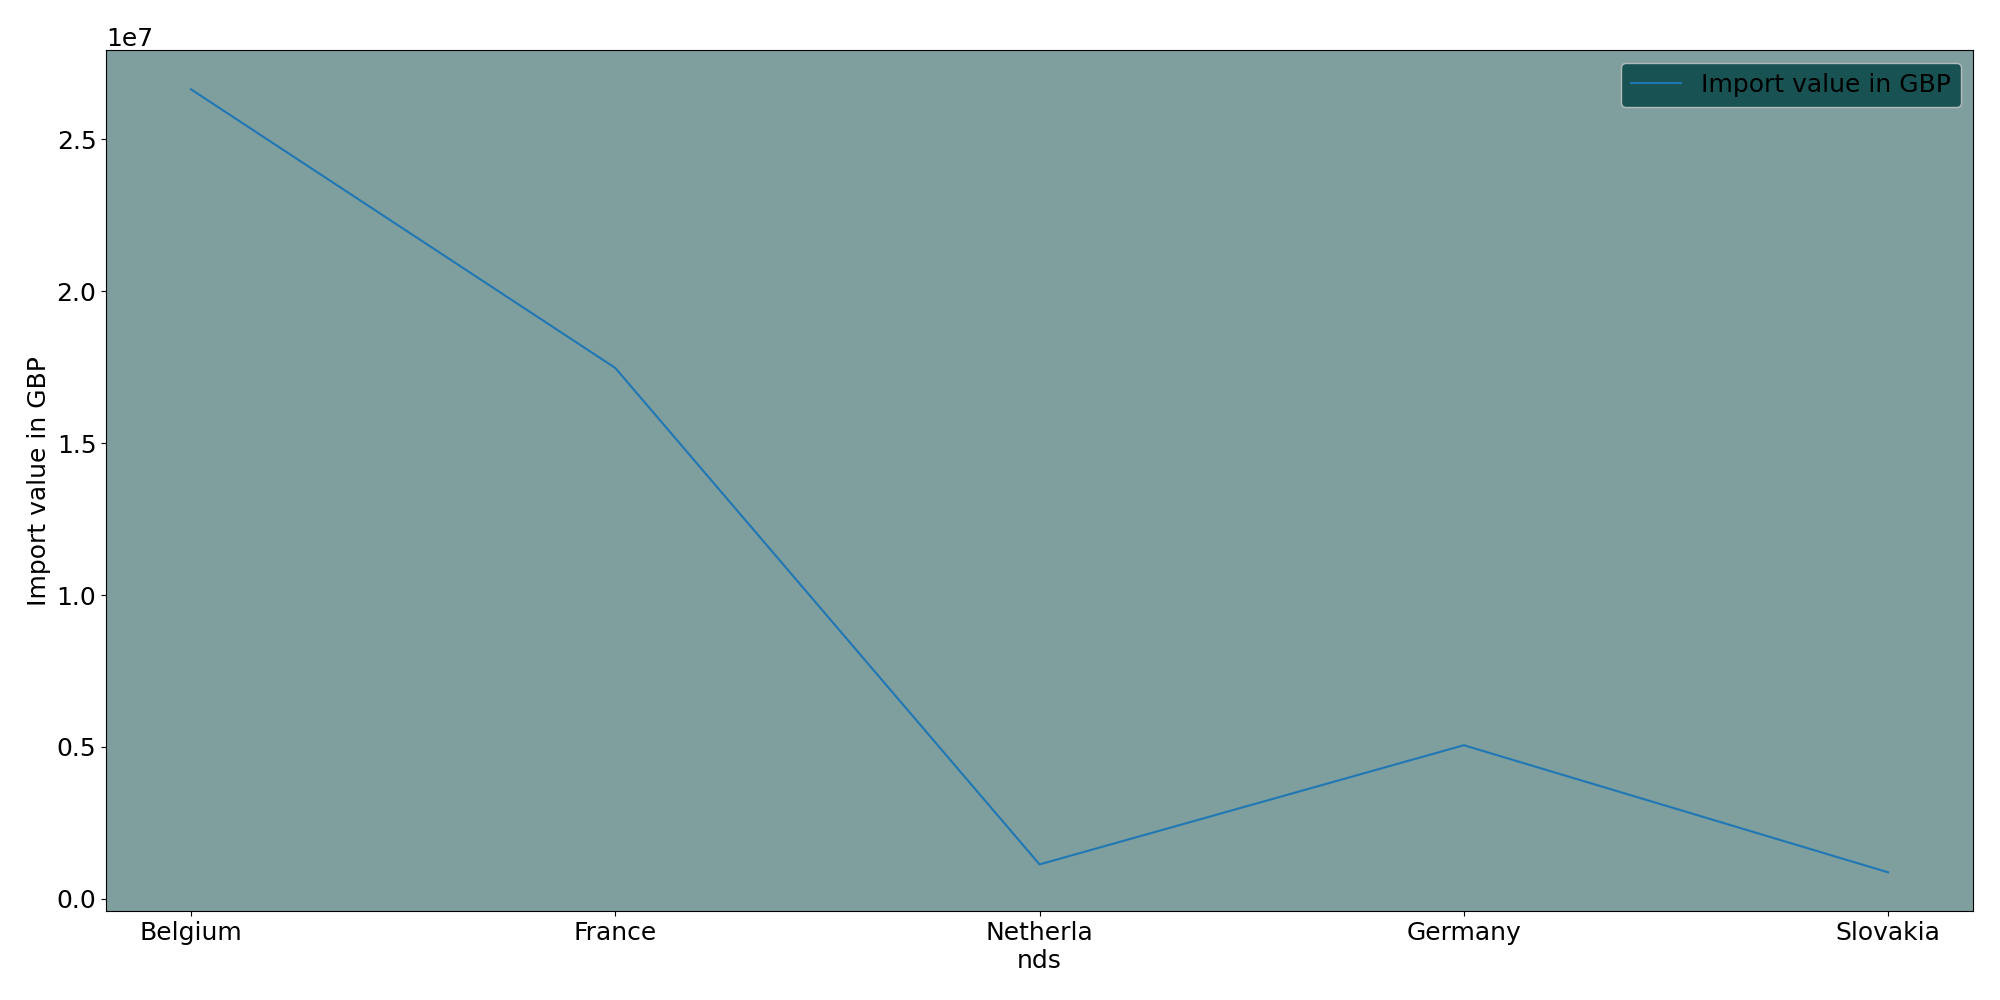 1e7
Import value in GBP
2.5
2.0
1.5
1.0
0.5
0.0
Import value in GBP
Belgium
France
Netherla
nds
Germany
Slovakia